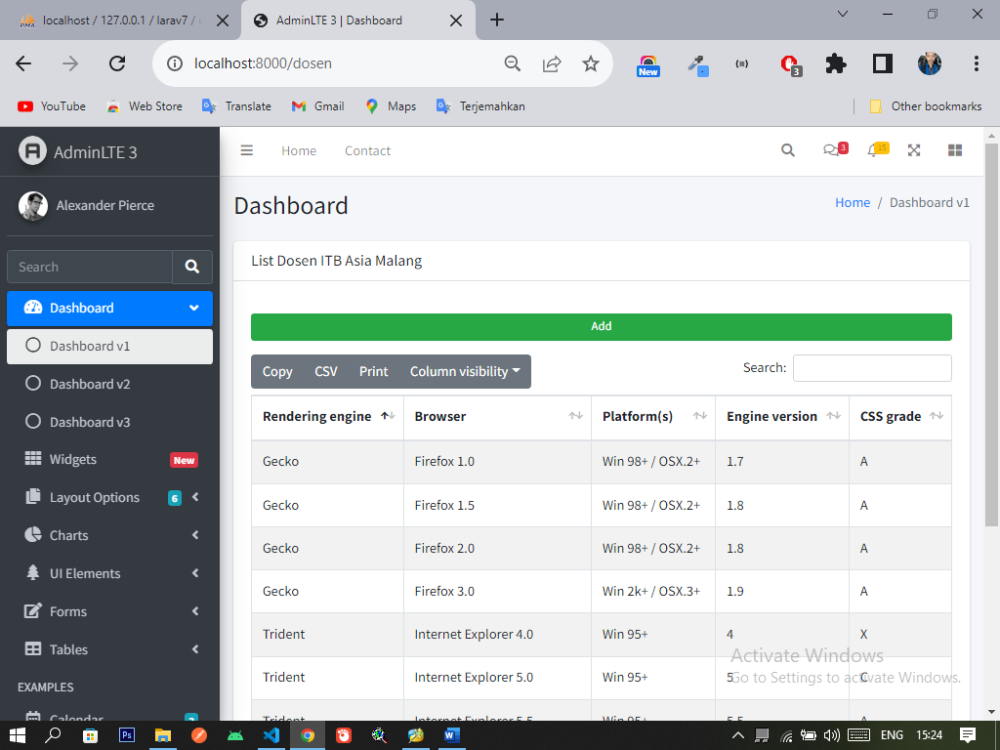 localhost / 127.0.0.1 / larav7 /
AdminLTE 3 | Dashboard
localhost:8000/dosen
New
3
YouTube
Web Store
Translate
Gmail
Maps
Terjemahkan
Other bookmarks
AdminLTE 3
Home
Contact
3
15
Alexander Pierce
Dashboard
Home / Dashboard v1
Search
List Dosen ITB Asia Malang
Dashboard
Add
Dashboard v1
Copy CSV Print Column visibility
Search:
Dashboard v2
Dashboard v3
Widgets New
Layout Options 6
Charts
UI Elements
Forms
Tables
EXAMPLES
Calendar
Rendering engine Browser Platform(s) Engine version CSS grade
Gecko Firefox 1.0 Win 98+ / OSX.2+ 1.7 A
Gecko Firefox 1.5 Win 98+ / OSX.2+ 1.8 A
Gecko Firefox 2.0 Win 98+ / OSX.2+ 1.8 A
Gecko Firefox 3.0 Win 2k+ / OSX.3+ 1.9 A
Trident Internet Explorer 4.0 Win 95+ 4 X
Trident Internet Explorer 5.0 Win 95+ 5 C
Trident Internet Explorer 5.5 Win 95+ 5.5 A
Activate Windows
Go to Settings to activate Windows.
Ps
ENG 15:24